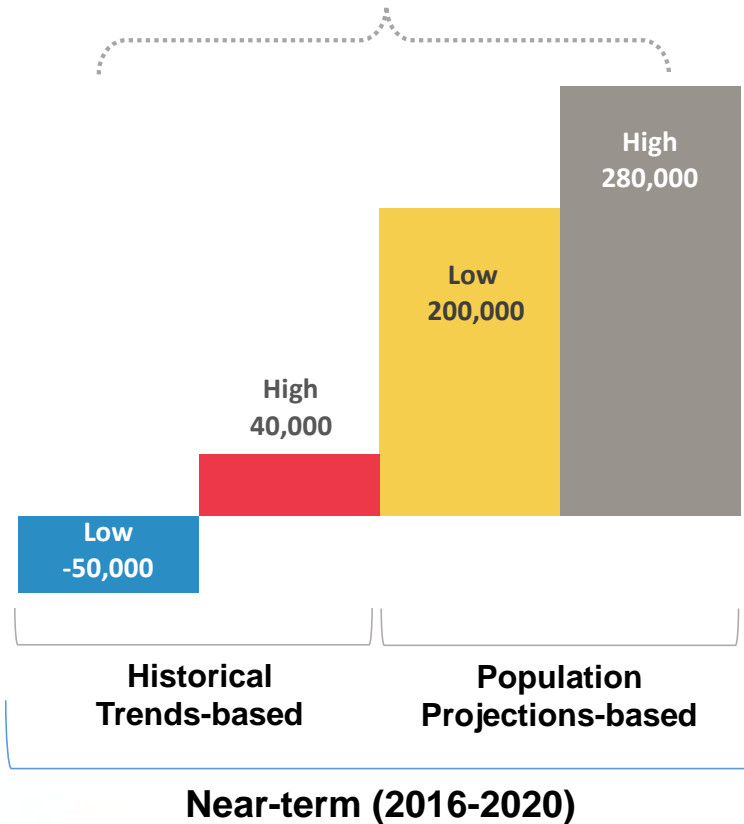 High
280,000
Low
200,000
High
40,000
Low
-50,000
Historical
Trends-based
Population
Projections-based
Near-term (2016-2020)